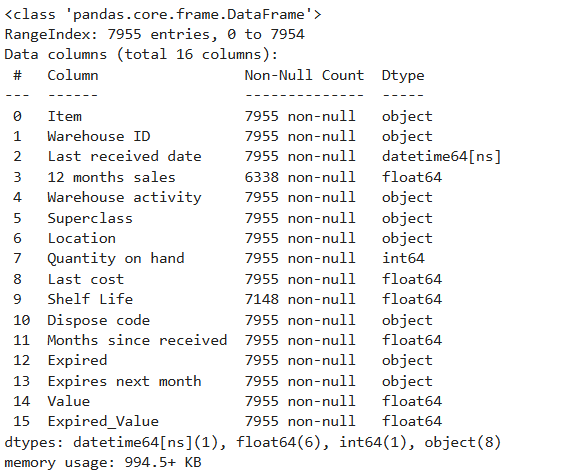 <class 'pandas.core.frame.DataFrame'>
RangeIndex: 7955 entries, 0 to 7954
Data columns (total 16 columns):
 #   Column                 Non-Null Count  Dtype
---  ------                 --------------  -----
 0   Item                   7955 non-null   object
 1   Warehouse ID           7955 non-null   object
 2   Last received date     7955 non-null   datetime64[ns]
 3   12 months sales        6338 non-null   float64
 4   Warehouse activity     7955 non-null   object
 5   Superclass             7955 non-null   object
 6   Location               7955 non-null   object
 7   Quantity on hand       7955 non-null   int64
 8   Last cost              7955 non-null   float64
 9   Shelf Life             7148 non-null   float64
 10  Dispose code           7955 non-null   object
 11  Months since received  7955 non-null   float64
 12  Expired                7955 non-null   object
 13  Expires next month     7955 non-null   object
 14  Value                  7955 non-null   float64
 15  Expired_Value          7955 non-null   float64
dtypes: datetime64[ns](1), float64(6), int64(1), object(8)
memory usage: 994.5+ KB